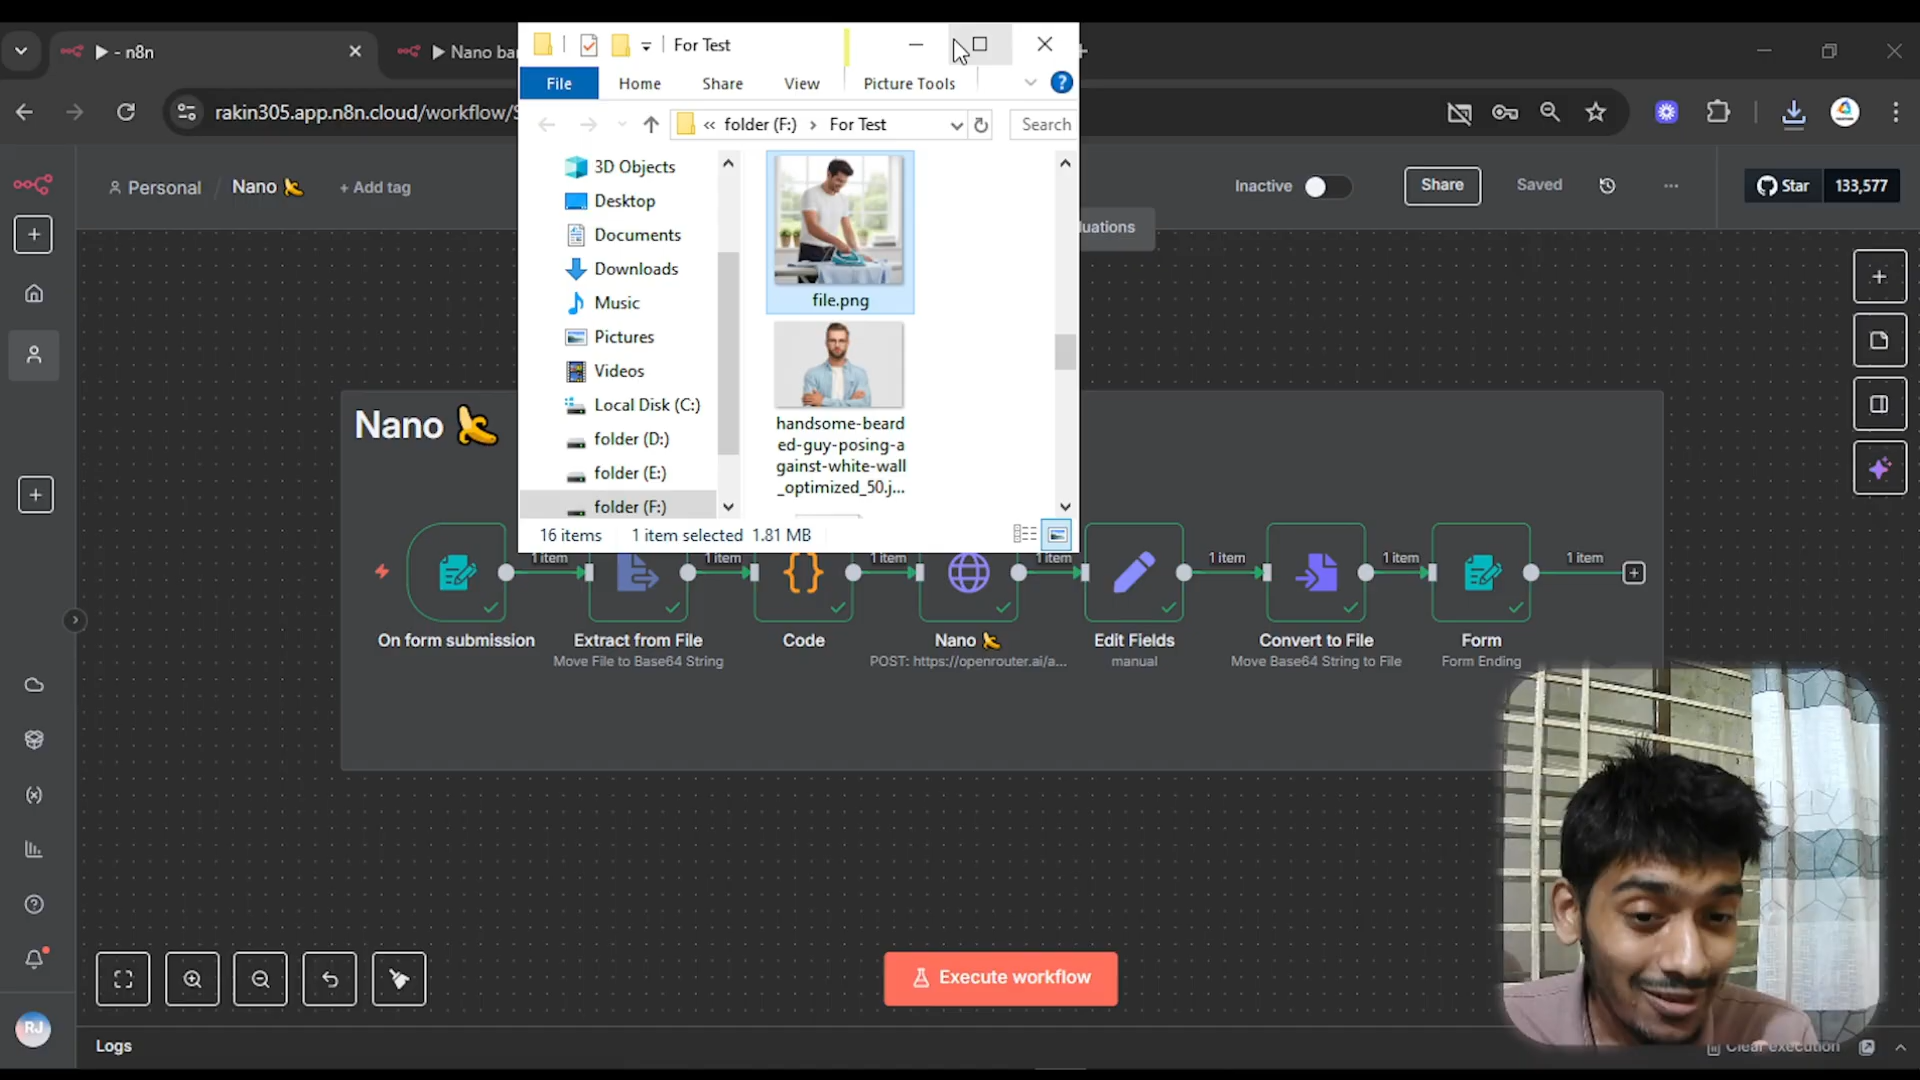 ▶ - n8n
▶ Nano ba
For Test
File
Home
Share
View
Picture Tools
« folder (F:) › For Test
Search
rakin305.app.n8n.cloud/workflow/S
3D Objects
Desktop
Documents
Downloads
Music
Pictures
Videos
Local Disk (C:)
folder (D:)
folder (E:)
folder (F:)
file.png
handsome-beard
ed-guy-posing-a
gainst-white-wall
_optimized_50.j...
16 items
1 item selected 1.81 MB
Personal / Nano 🍌
+ Add tag
Inactive
Share
Saved
Star
133,577
luations
Nano 🍌
1 item
1 item
1 item
1 item
1 item
1 item
1 item
On form submission
Extract from File
Move File to Base64 String
Code
Nano 🍌
POST: https://openrouter.ai/a...
Edit Fields
manual
Convert to File
Move Base64 String to File
Form
Form Ending
Execute workflow
RJ
Logs
Clear execution